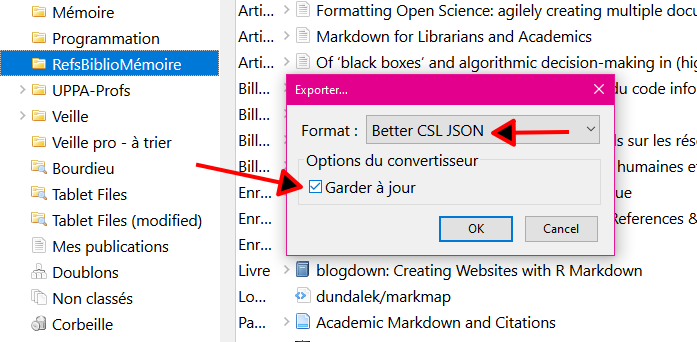 Mémoire
Programmation
RefsBiblioMémoire
UPPA-Profs
Veille
Veille pro - à trier
Bourdieu
Tablet Files
Tablet Files (modified)
Mes publications
Doublons
Non classés
Corbeille
Arti... Formatting Open Science: agilely creating multiple docu
Arti... Markdown for Librarians and Academics
Arti... Of ‘black boxes’ and algorithmic decision-making in (hig
Bill... du code info
Bill...
Bill... ls sur les rése
Bill... humaines et
Enr... que
Enr... References &
Enr...
Livre blogdown: Creating Websites with R Markdown
Lo... dundalek/markmap
Pa... Academic Markdown and Citations
Exporter...
Format : Better CSL JSON
Options du convertisseur
Garder à jour
OK Cancel